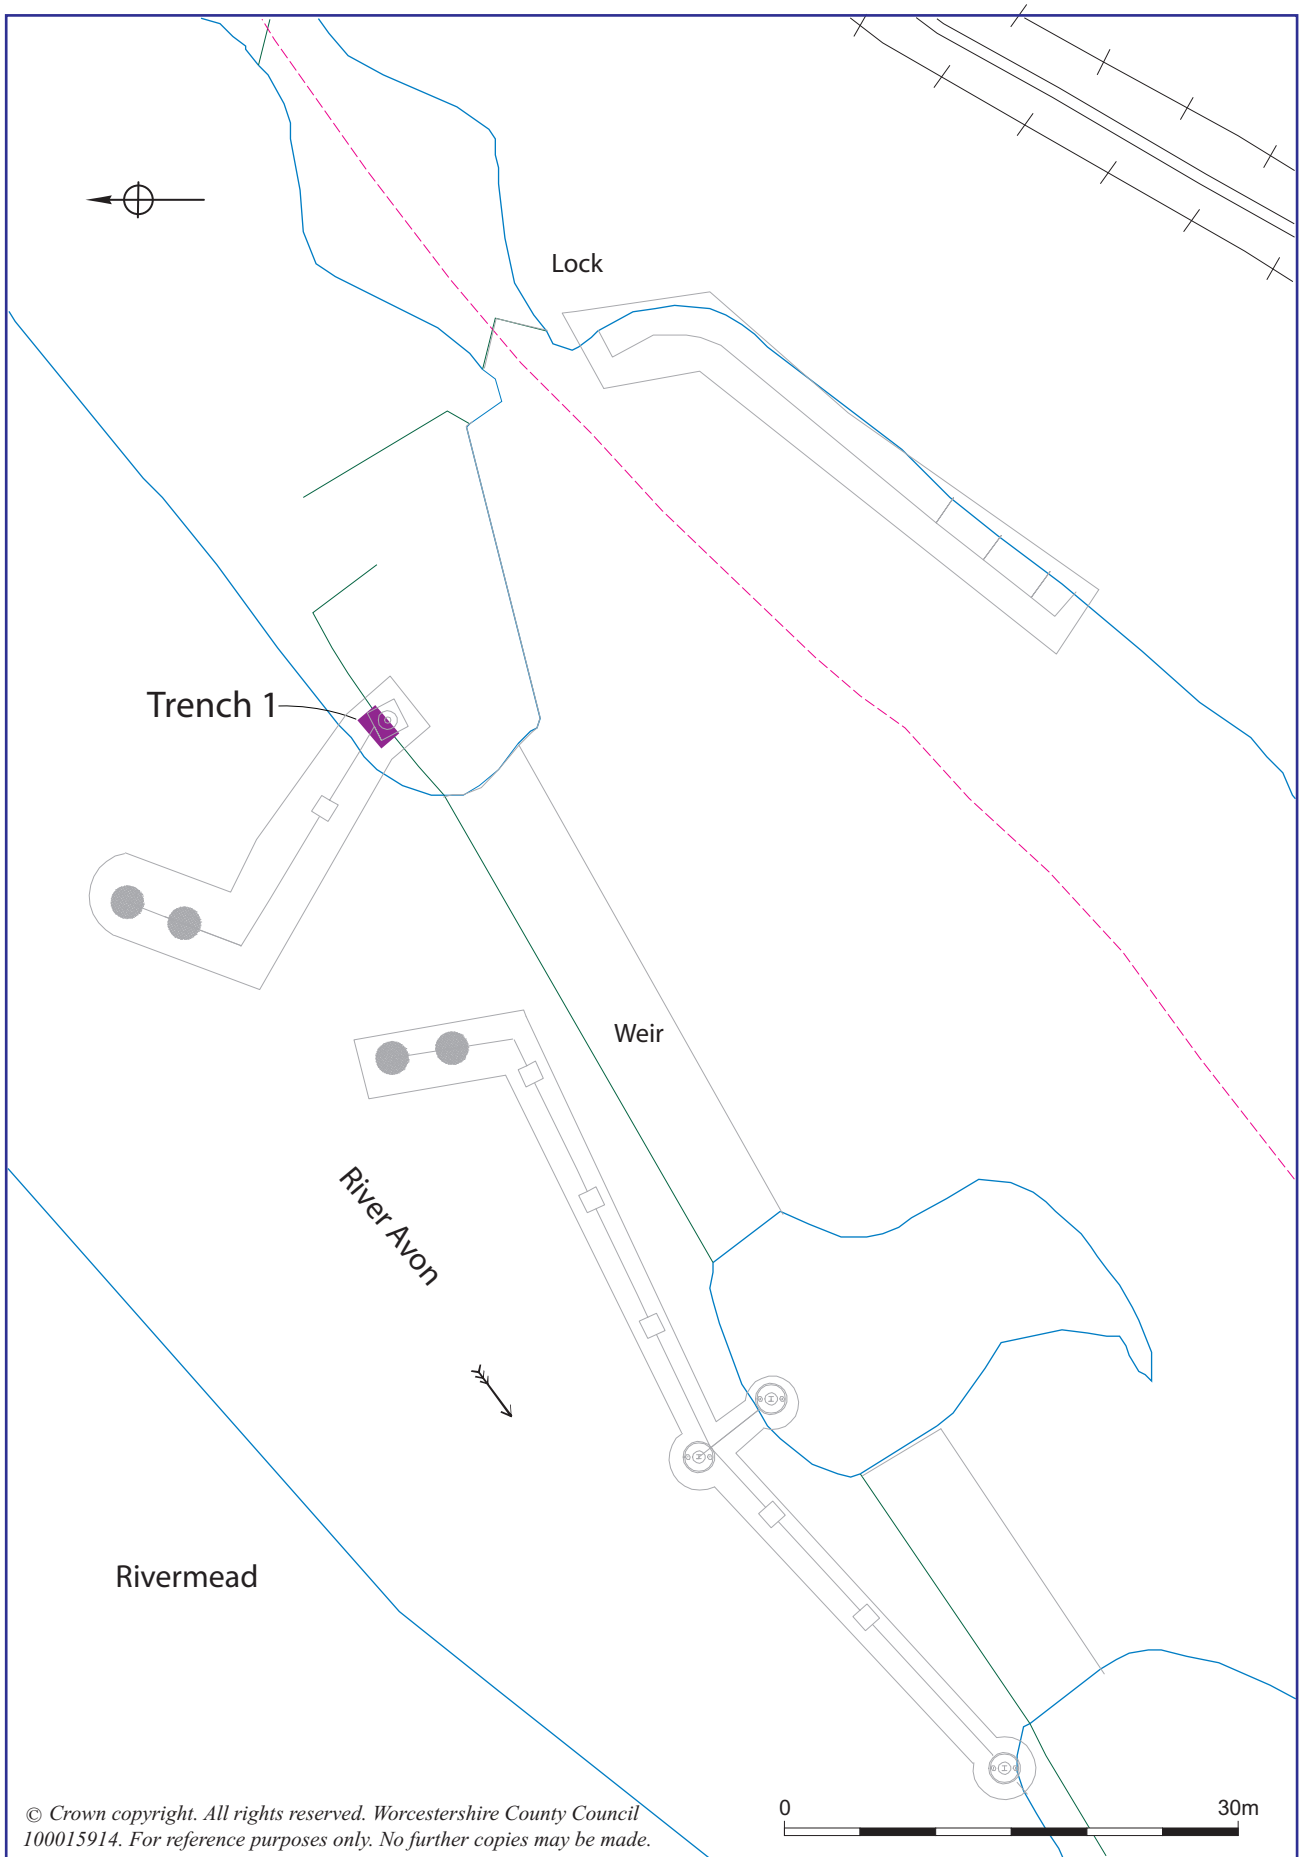 Lock
Trench 1
Weir
River Avon
Rivermead
0 30m
© Crown copyright. All rights reserved. Worcestershire County Council
100015914. For reference purposes only. No further copies may be made.